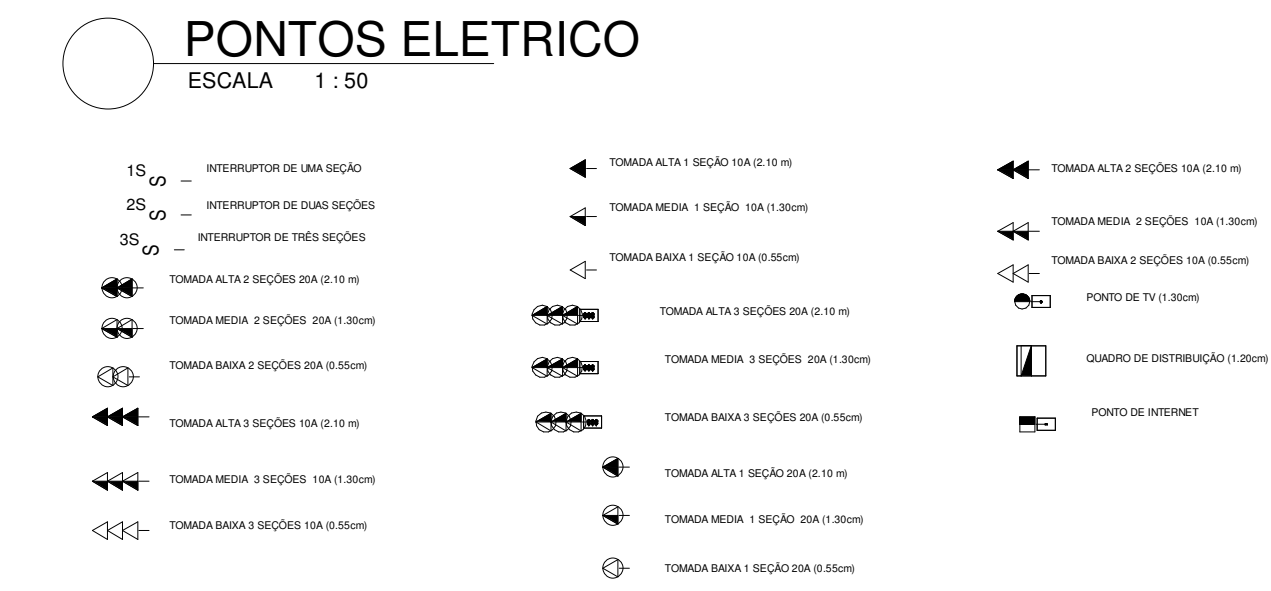 PONTOS ELETRICO
ESCALA 1 : 50
1S S _ INTERRUPTOR DE UMA SEÇÃO
2S S _ INTERRUPTOR DE DUAS SEÇÕES
3S S _ INTERRUPTOR DE TRÊS SEÇÕES
TOMADA ALTA 2 SEÇÕES 20A (2.10 m)
TOMADA MEDIA 2 SEÇÕES 20A (1.30cm)
TOMADA BAIXA 2 SEÇÕES 20A (0.55cm)
TOMADA ALTA 3 SEÇÕES 10A (2.10 m)
TOMADA MEDIA 3 SEÇÕES 10A (1.30cm)
TOMADA BAIXA 3 SEÇÕES 10A (0.55cm)
TOMADA ALTA 1 SEÇÃO 10A (2.10 m)
TOMADA MEDIA 1 SEÇÃO 10A (1.30cm)
TOMADA BAIXA 1 SEÇÃO 10A (0.55cm)
TOMADA ALTA 3 SEÇÕES 20A (2.10 m)
TOMADA MEDIA 3 SEÇÕES 20A (1.30cm)
TOMADA BAIXA 3 SEÇÕES 20A (0.55cm)
TOMADA ALTA 1 SEÇÃO 20A (2.10 m)
TOMADA MEDIA 1 SEÇÃO 20A (1.30cm)
TOMADA BAIXA 1 SEÇÃO 20A (0.55cm)
TOMADA ALTA 2 SEÇÕES 10A (2.10 m)
TOMADA MEDIA 2 SEÇÕES 10A (1.30cm)
TOMADA BAIXA 2 SEÇÕES 10A (0.55cm)
PONTO DE TV (1.30cm)
QUADRO DE DISTRIBUIÇÃO (1.20cm)
PONTO DE INTERNET